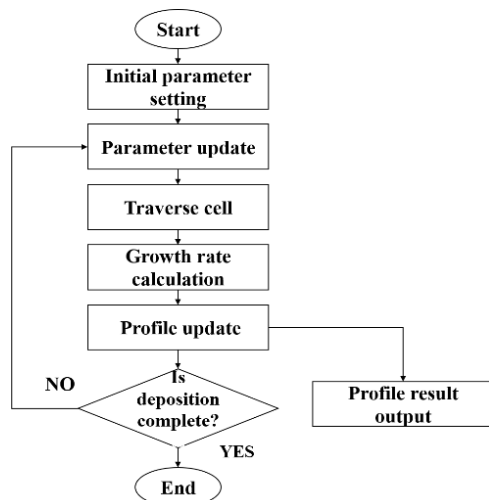 Start
Initial parameter
setting
Parameter update
Traverse cell
Growth rate
calculation
Profile update
NO
Is
deposition
complete?
Profile result
output
YES
End